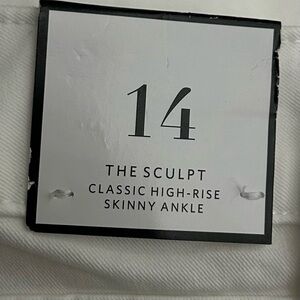 14
THE SCULPT
CLASSIC HIGH-RISE
SKINNY ANKLE